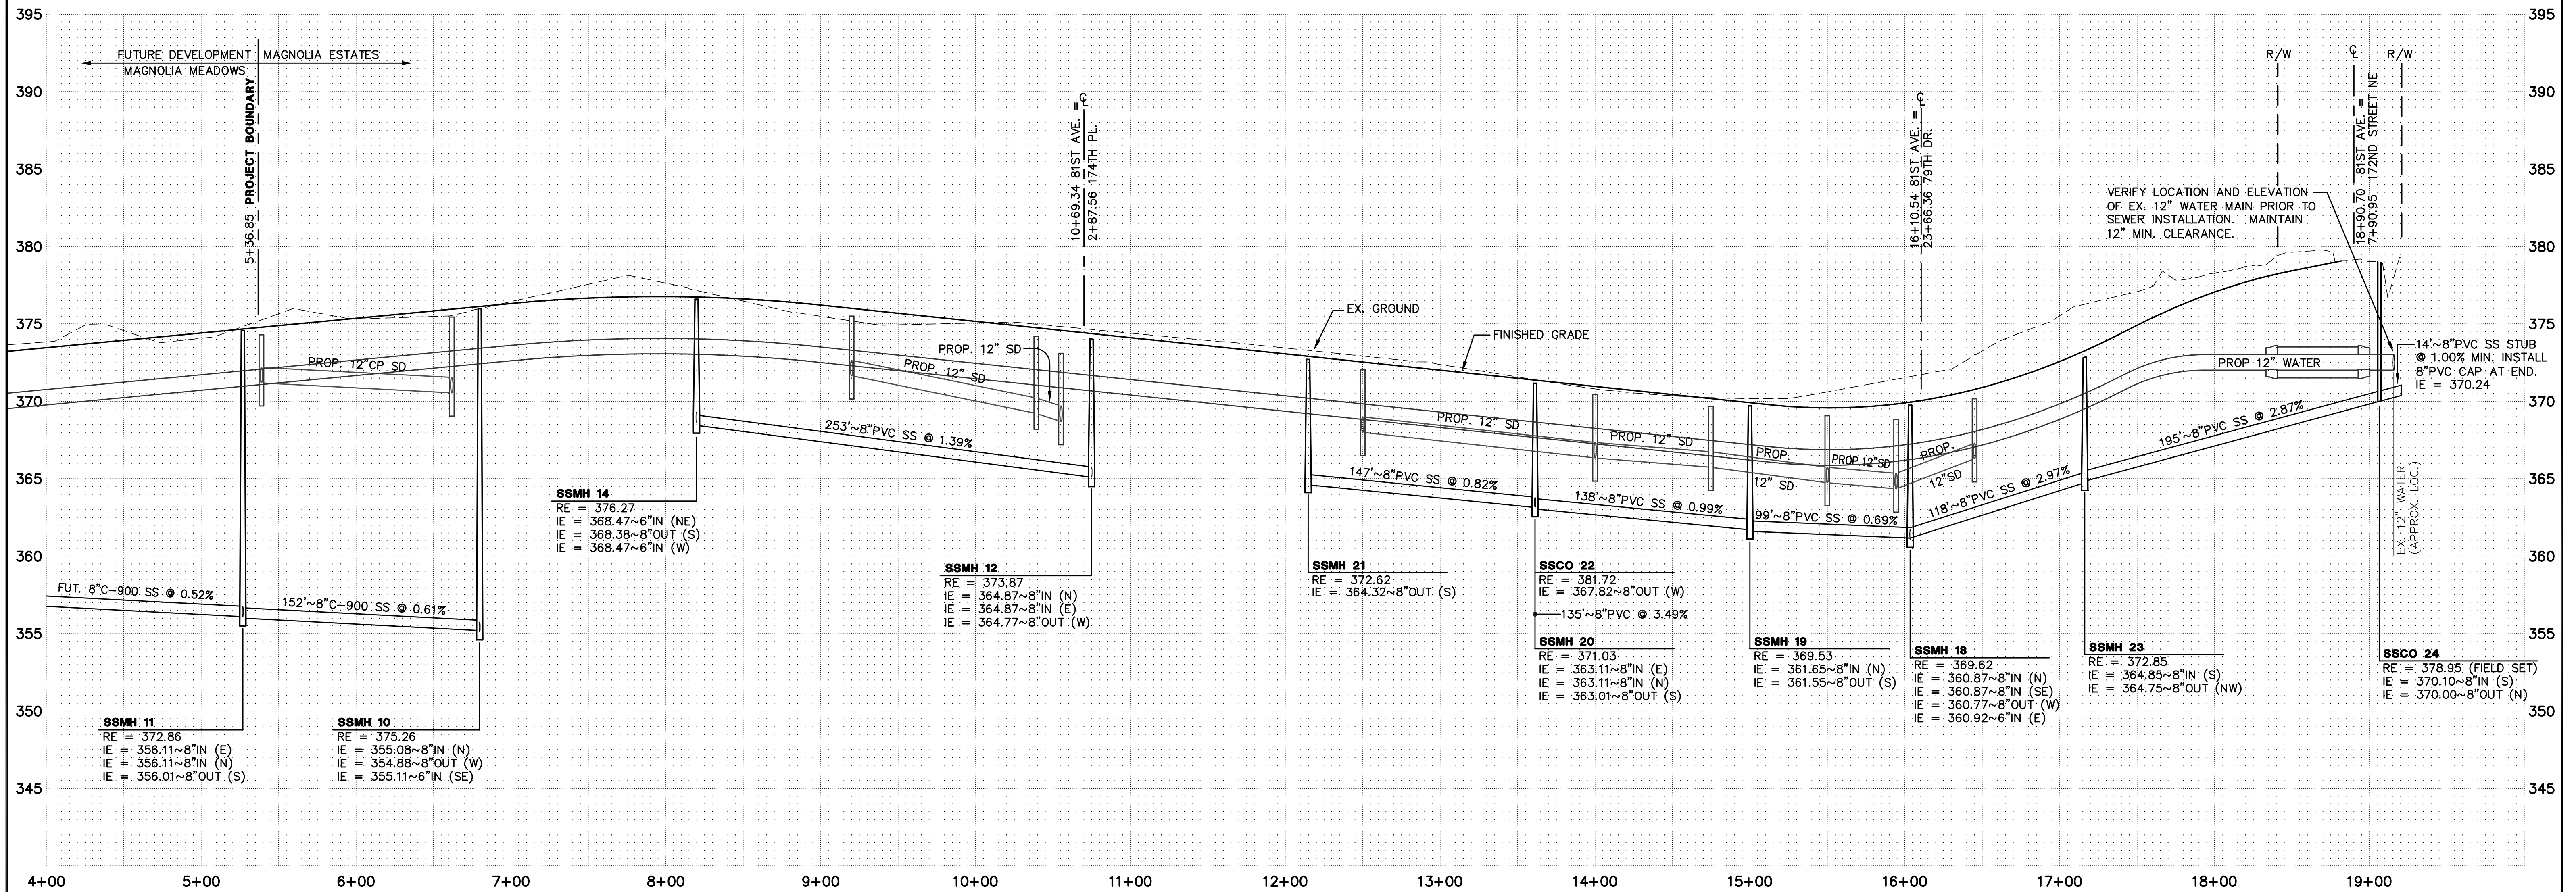 395
390
385
380
375
370
365
360
355
350
345
395
390
385
380
375
370
365
360
355
350
345
FUTURE DEVELOPMENT
MAGNOLIA MEADOWS
MAGNOLIA ESTATES
5+36.85 PROJECT BOUNDARY
10+69.34 81ST AVE. =
2+87.56 174TH PL.
16+10.54 81ST AVE. =
23+66.36 79TH DR.
R/W
R/W
18+90.70 81ST AVE. =
7+90.95 172ND STREET NE
VERIFY LOCATION AND ELEVATION
OF EX. 12" WATER MAIN PRIOR TO
SEWER INSTALLATION. MAINTAIN
12" MIN. CLEARANCE.
EX. GROUND
FINISHED GRADE
14'~8"PVC SS STUB
@ 1.00% MIN. INSTALL
8"PVC CAP AT END.
IE = 370.24
PROP. 12"CP SD
PROP. 12" SD
PROP. 12" SD
PROP. 12" SD
PROP. 12" SD
PROP.
12" SD
PROP.12"SD
PROP.
12"SD
PROP 12" WATER
EX. 12" WATER
(APPROX. LOC.)
FUT. 8"C-900 SS @ 0.52%
152'~8"C-900 SS @ 0.61%
253'~8"PVC SS @ 1.39%
147'~8"PVC SS @ 0.82%
138'~8"PVC SS @ 0.99%
99'~8"PVC SS @ 0.69%
118'~8"PVC SS @ 2.97%
195'~8"PVC SS @ 2.87%
SSMH 11
RE = 372.86
IE = 356.11~8"IN (E)
IE = 356.11~8"IN (N)
IE = 356.01~8"OUT (S)
SSMH 10
RE = 375.26
IE = 355.08~8"IN (N)
IE = 354.88~8"OUT (W)
IE = 355.11~6"IN (SE)
SSMH 14
RE = 376.27
IE = 368.47~6"IN (NE)
IE = 368.38~8"OUT (S)
IE = 368.47~6"IN (W)
SSMH 12
RE = 373.87
IE = 364.87~8"IN (N)
IE = 364.87~8"IN (E)
IE = 364.77~8"OUT (W)
SSMH 21
RE = 372.62
IE = 364.32~8"OUT (S)
SSCO 22
RE = 381.72
IE = 367.82~8"OUT (W)
135'~8"PVC @ 3.49%
SSMH 20
RE = 371.03
IE = 363.11~8"IN (E)
IE = 363.11~8"IN (N)
IE = 363.01~8"OUT (S)
SSMH 19
RE = 369.53
IE = 361.65~8"IN (N)
IE = 361.55~8"OUT (S)
SSMH 18
RE = 369.62
IE = 360.87~8"IN (N)
IE = 360.87~8"IN (SE)
IE = 360.77~8"OUT (W)
IE = 360.92~6"IN (E)
SSMH 23
RE = 372.85
IE = 364.85~8"IN (S)
IE = 364.75~8"OUT (NW)
SSCO 24
RE = 378.95 (FIELD SET)
IE = 370.10~8"IN (S)
IE = 370.00~8"OUT (N)
4+00 5+00 6+00 7+00 8+00 9+00 10+00 11+00 12+00 13+00 14+00 15+00 16+00 17+00 18+00 19+00